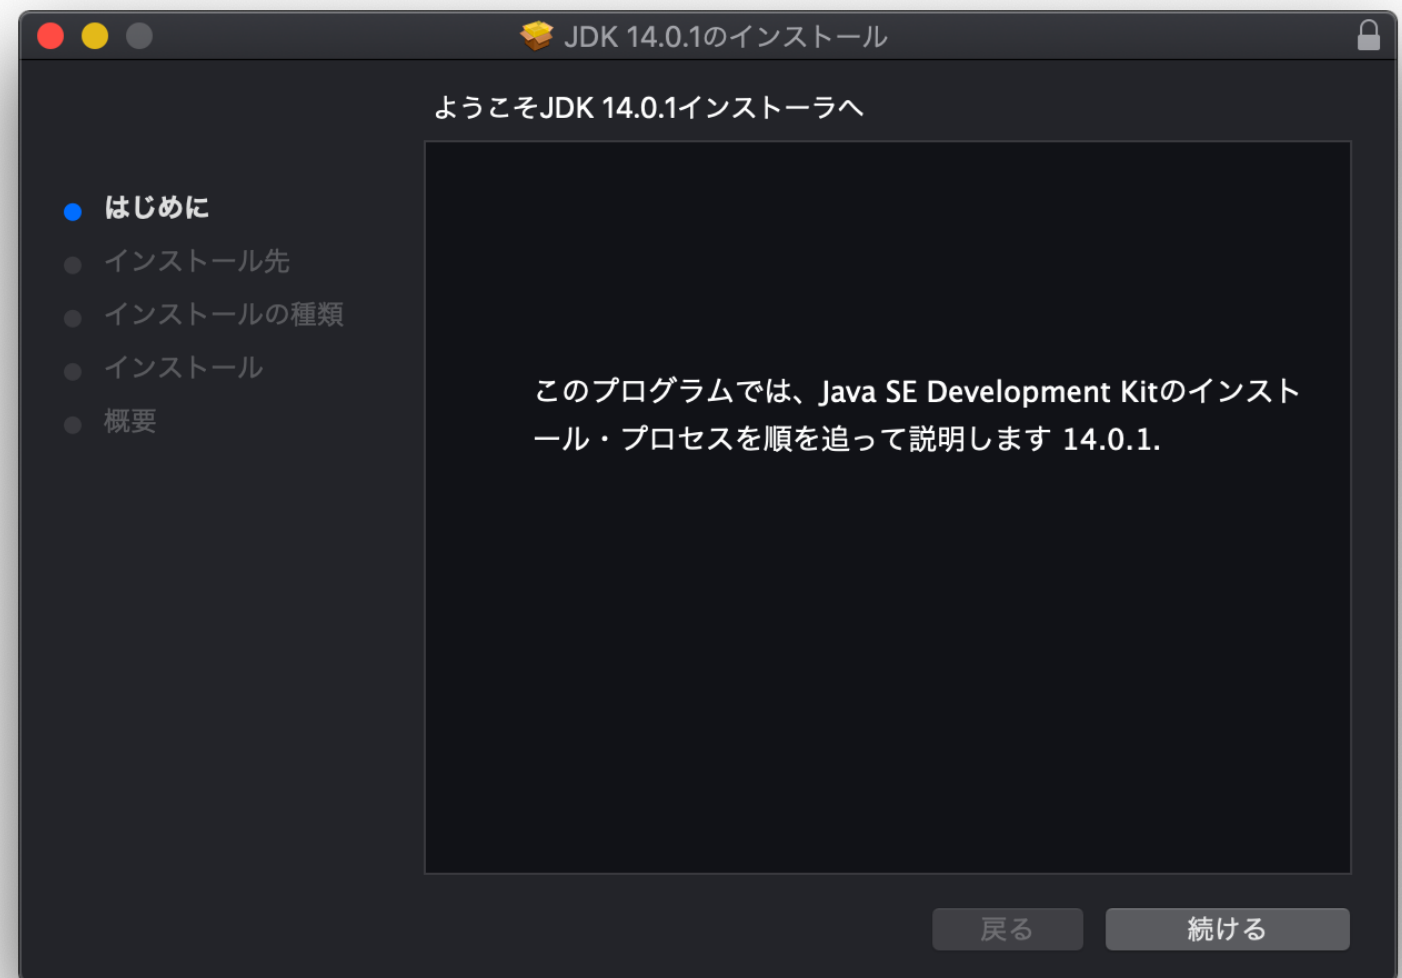 JDK 14.0.1のインストール
ようこそJDK 14.0.1インストーラへ
はじめに
インストール先
インストールの種類
インストール
概要
このプログラムでは、Java SE Development Kitのインスト
ール・プロセスを順を追って説明します 14.0.1.
戻る
続ける